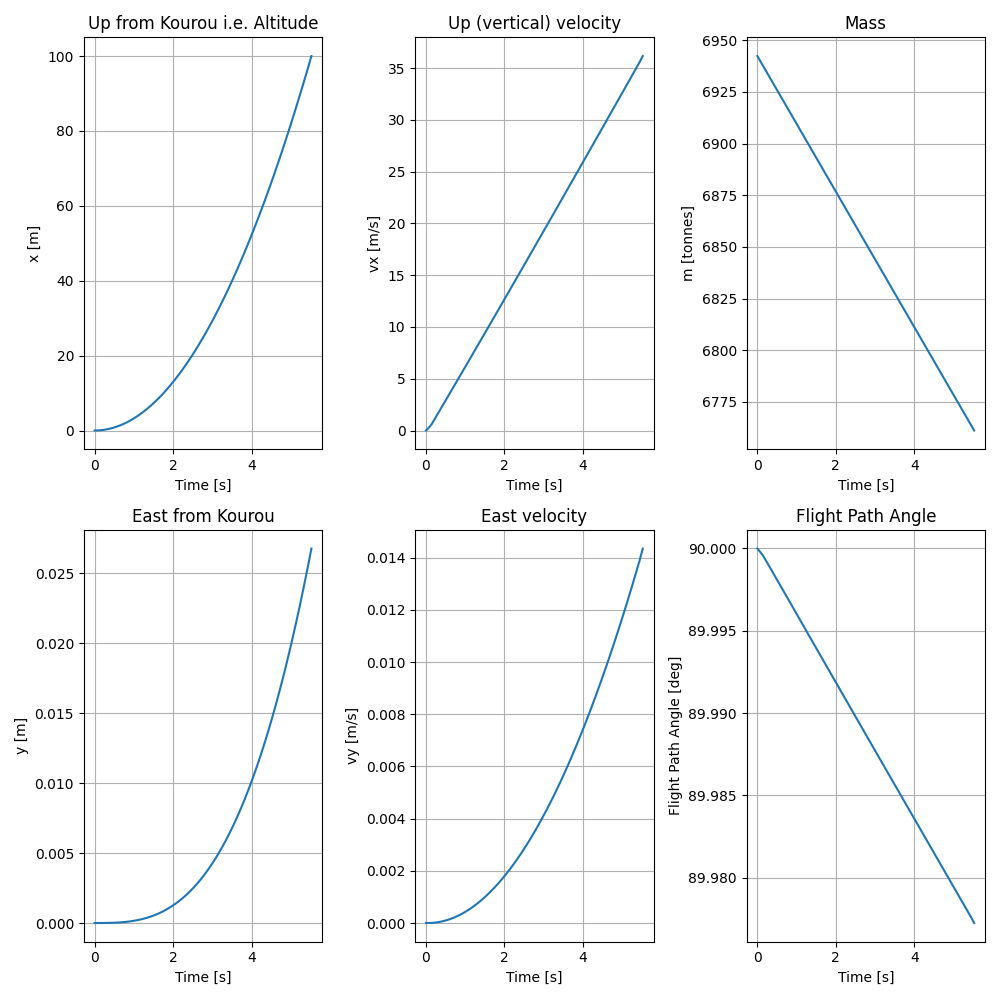 Up from Kourou i.e. Altitude
100
80
60
40
20
0
x [m]
0 2 4
Time [s]
Up (vertical) velocity
35
30
25
20
15
10
5
0
vx [m/s]
0 2 4
Time [s]
Mass
6950
6925
6900
6875
6850
6825
6800
6775
m [tonnes]
0 2 4
Time [s]
East from Kourou
0.025
0.020
0.015
0.010
0.005
0.000
y [m]
0 2 4
Time [s]
East velocity
0.014
0.012
0.010
0.008
0.006
0.004
0.002
0.000
vy [m/s]
0 2 4
Time [s]
Flight Path Angle
90.000
89.995
89.990
89.985
89.980
Flight Path Angle [deg]
0 2 4
Time [s]